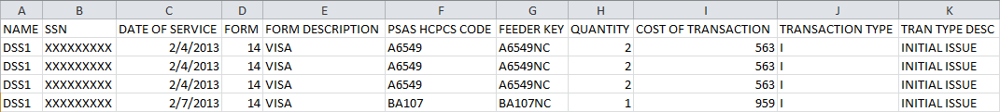 A B C D E F G H I J K
NAME SSN DATE OF SERVICE FORM FORM DESCRIPTION PSAS HCPCS CODE FEEDER KEY QUANTITY COST OF TRANSACTION TRANSACTION TYPE TRAN TYPE DESC
DSS1 XXXXXXXXX 2/4/2013 14 VISA A6549 A6549NC 2 563 I INITIAL ISSUE
DSS1 XXXXXXXXX 2/4/2013 14 VISA A6549 A6549NC 2 563 I INITIAL ISSUE
DSS1 XXXXXXXXX 2/4/2013 14 VISA A6549 A6549NC 2 563 I INITIAL ISSUE
DSS1 XXXXXXXXX 2/7/2013 14 VISA BA107 BA107NC 1 959 I INITIAL ISSUE